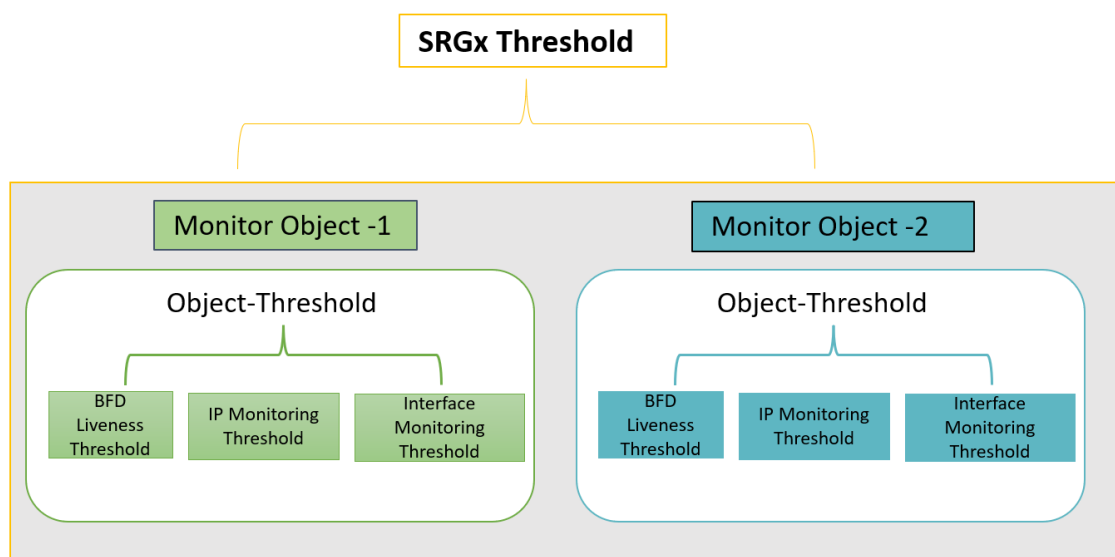 SRGx Threshold
Monitor Object -1
Object-Threshold
BFD
Liveness
Threshold
IP Monitoring
Threshold
Interface
Monitoring
Threshold
Monitor Object -2
Object-Threshold
BFD
Liveness
Threshold
IP Monitoring
Threshold
Interface
Monitoring
Threshold